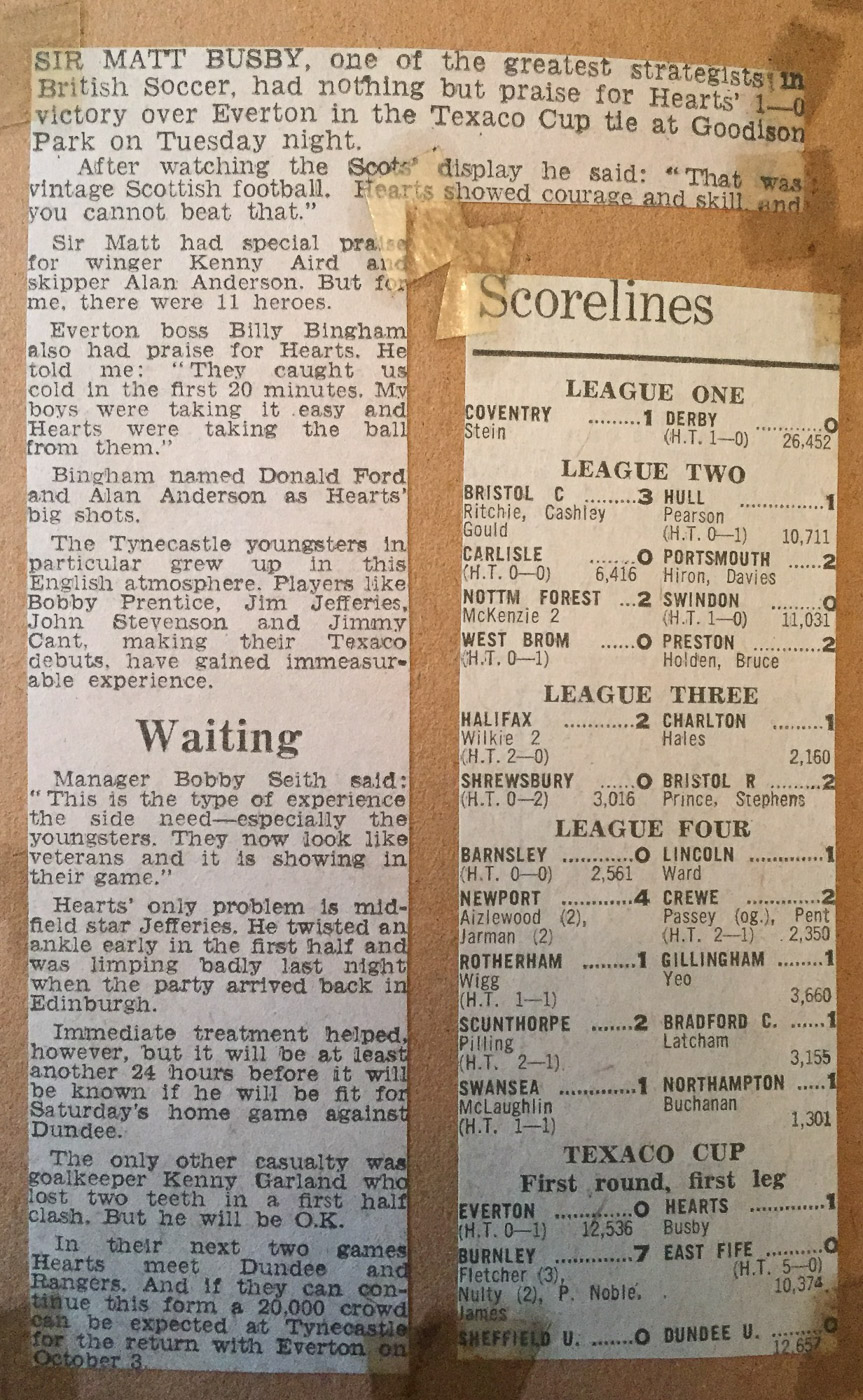 SIR MATT BUSBY, one of the greatest strategists in
British Soccer, had nothing but praise for Hearts' 1—0
victory over Everton in the Texaco Cup tie at Goodison
Park on Tuesday night.
After watching the Scots' display he said: "That was
vintage Scottish football. Hearts showed courage and skill and
you cannot beat that."
Sir Matt had special praise
for winger Kenny Aird and
skipper Alan Anderson. But for
me, there were 11 heroes.
Everton boss Billy Bingham
also had praise for Hearts. He
told me: "They caught us
cold in the first 20 minutes. My
boys were taking it easy and
Hearts were taking the ball
from them."
Bingham named Donald Ford
and Alan Anderson as Hearts'
big shots.
The Tynecastle youngsters in
particular grew up in this
English atmosphere. Players like
Bobby Prentice, Jim Jefferies,
John Stevenson and Jimmy
Cant, making their Texaco
debuts, have gained immeasur-
able experience.
Waiting
Manager Bobby Seith said:
"This is the type of experience
the side need—especially the
youngsters. They now look like
veterans and it is showing in
their game."
Hearts' only problem is mid-
field star Jefferies. He twisted an
ankle early in the first half and
was limping badly last night
when the party arrived back in
Edinburgh.
Immediate treatment helped,
however, but it will be at least
another 24 hours before it will
be known if he will be fit for
Saturday's home game against
Dundee.
The only other casualty was
goalkeeper Kenny Garland who
lost two teeth in a first half
clash. But he will be O.K.
In their next two games
Hearts meet Dundee and
Rangers. And if they can con-
tinue this form a 20,000 crowd
can be expected at Tynecastle
for the return with Everton on
October 3.
Scorelines
LEAGUE ONE
COVENTRY .........1 DERBY ..........0
Stein (H.T. 1—0) 26,452
LEAGUE TWO
BRISTOL C ........3 HULL ..............1
Ritchie, Cashley Pearson
Gould (H.T. 0—1) 10,711
CARLISLE .......0 PORTSMOUTH ......2
(H.T. 0—0) 6,416 Hiron, Davies
NOTTM FOREST ...2 SWINDON ........0
McKenzie 2 (H.T. 1—0) 11,031
WEST BROM ......0 PRESTON ..........2
(H.T. 0—1) Holden, Bruce
LEAGUE THREE
HALIFAX ............2 CHARLTON .........1
Wilkie 2 Hales
(H.T. 2—0) 2,160
SHREWSBURY ......0 BRISTOL R .........2
(H.T. 0—2) 3,016 Prince, Stephens
LEAGUE FOUR
BARNSLEY ............0 LINCOLN .............1
(H.T. 0—0) 2,561 Ward
NEWPORT ............4 CREWE .............2
Aizlewood (2), Passey (og.), Pent
Jarman (2) (H.T. 2—1) 2,350
ROTHERHAM .........1 GILLINGHAM ........1
Wigg Yeo
(H.T. 1—1) 3,660
SCUNTHORPE .......2 BRADFORD C. ......1
Pilling Latcham
(H.T. 2—1) 3,155
SWANSEA .............1 NORTHAMPTON .....1
McLaughlin Buchanan
(H.T. 1—1) 1,301
TEXACO CUP
First round, first leg
EVERTON ............0 HEARTS .............1
(H.T. 0—1) 12,536 Busby
BURNLEY ............7 EAST FIFE ..........0
Fletcher (3), (H.T. 5—0)
Nulty (2), P. Noble, 10,374
James
SHEFFIELD U. .......0 DUNDEE U. ........0
12,657